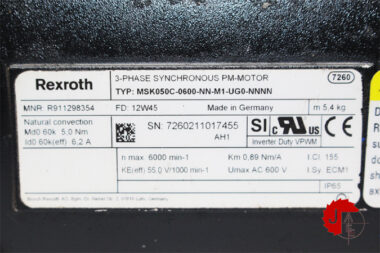 Rexroth
3-PHASE SYNCHRONOUS PM-MOTOR
7260
TYP: MSK050C-0600-NN-M1-UG0-NNNN
MNR: R911298354
FD: 12W45
Made in Germany
m 5,4 kg
Natural convection
Md0 60k 5,0 Nm
Id0 60k(eff) 6,2 A
SN: 7260211017455
AH1
SI
c US
Inverter Duty VPWM
n max 6000 min-1
Km 0,89 Nm/A
I.Cl. 155
KE(eff) 55,0 V/1000 min-1
Umax AC 600 V
I.Sy. ECM1
IP65